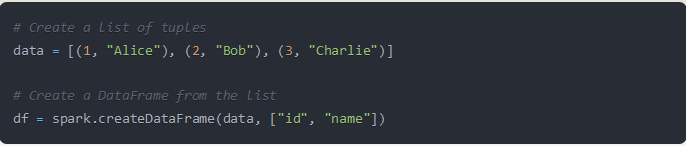 # Create a list of tuples
data = [(1, "Alice"), (2, "Bob"), (3, "Charlie")]
# Create a DataFrame from the list
df = spark.createDataFrame(data, ["id", "name"])